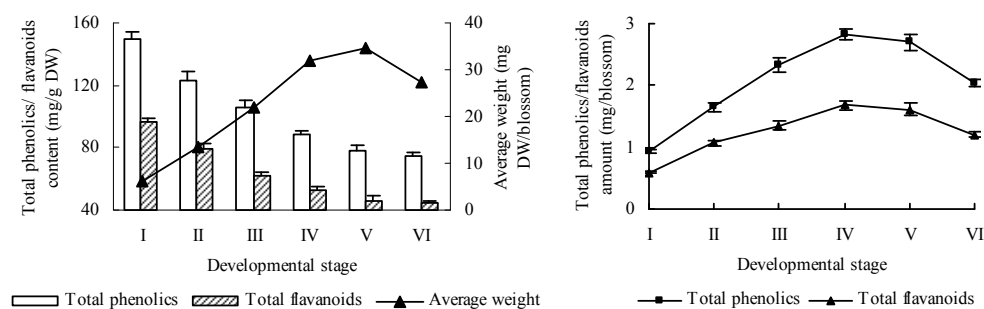 Total phenolics/ flavanoids
content (mg/g DW)
160
120
80
40
40
30
20
10
0
Average weight (mg
DW/blossom)
I II III IV V VI
Developmental stage
Total phenolics Total flavanoids Average weight
Total phenolics/flavanoids
amount (mg/blossom)
3
2
1
0
I II III IV V VI
Developmental stage
Total phenolics Total flavanoids